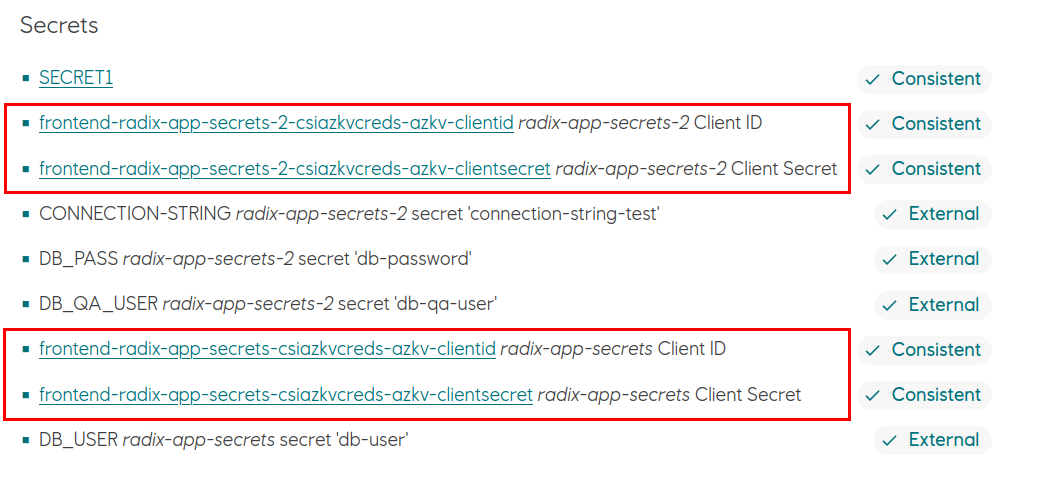 Secrets
SECRET1 Consistent
frontend-radix-app-secrets-2-csiazkvcreds-azkv-clientid radix-app-secrets-2 Client ID Consistent
frontend-radix-app-secrets-2-csiazkvcreds-azkv-clientsecret radix-app-secrets-2 Client Secret Consistent
CONNECTION-STRING radix-app-secrets-2 secret 'connection-string-test' External
DB_PASS radix-app-secrets-2 secret 'db-password' External
DB_QA_USER radix-app-secrets-2 secret 'db-qa-user' External
frontend-radix-app-secrets-csiazkvcreds-azkv-clientid radix-app-secrets Client ID Consistent
frontend-radix-app-secrets-csiazkvcreds-azkv-clientsecret radix-app-secrets Client Secret Consistent
DB_USER radix-app-secrets secret 'db-user' External